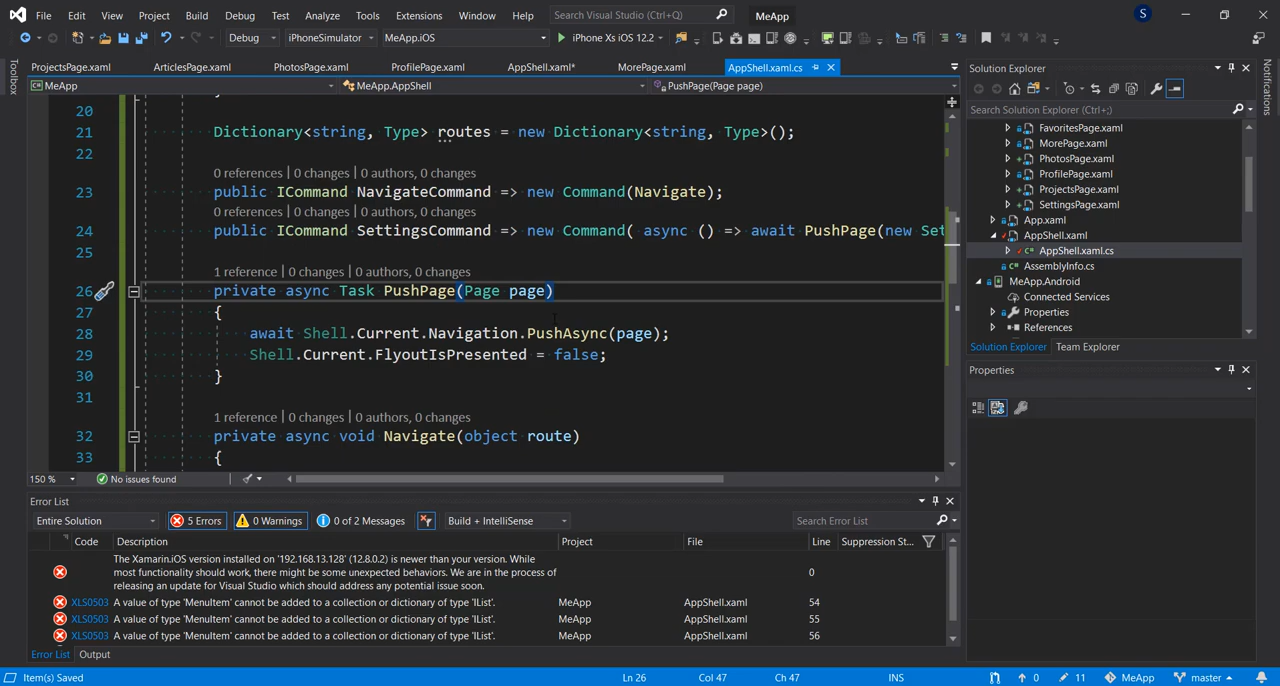 File Edit View Project Build Debug Test Analyze Tools Extensions Window Help Search Visual Studio (Ctrl+Q) MeApp S
Debug iPhoneSimulator MeApp.iOS iPhone Xs iOS 12.2
Toolbox
ProjectsPage.xaml ArticlesPage.xaml PhotosPage.xaml ProfilePage.xaml AppShell.xaml* MorePage.xaml AppShell.xaml.cs
MeApp MeApp.AppShell PushPage(Page page)
20
21 Dictionary<string, Type> routes = new Dictionary<string, Type>();
22
0 references | 0 changes | 0 authors, 0 changes
23 public ICommand NavigateCommand => new Command(Navigate);
0 references | 0 changes | 0 authors, 0 changes
24 public ICommand SettingsCommand => new Command( async () => await PushPage(new Set
25
1 reference | 0 changes | 0 authors, 0 changes
26 private async Task PushPage(Page page)
27 {
28 await Shell.Current.Navigation.PushAsync(page);
29 Shell.Current.FlyoutIsPresented = false;
30 }
31
1 reference | 0 changes | 0 authors, 0 changes
32 private async void Navigate(object route)
33 {
150 % No issues found
Solution Explorer
Search Solution Explorer (Ctrl+;)
FavoritesPage.xaml
MorePage.xaml
PhotosPage.xaml
ProfilePage.xaml
ProjectsPage.xaml
SettingsPage.xaml
App.xaml
AppShell.xaml
AppShell.xaml.cs
AssemblyInfo.cs
MeApp.Android
Connected Services
Properties
References
Solution Explorer Team Explorer
Properties
Notifications
Error List
Entire Solution 5 Errors 0 Warnings 0 of 2 Messages Build + IntelliSense Search Error List
Code Description Project File Line Suppression St...
The Xamarin.iOS version installed on '192.168.13.128' (12.8.0.2) is newer than your version. While
most functionality should work, there might be some unexpected behaviors. We are in the process of 0
releasing an update for Visual Studio which should address any potential issue soon.
XLS0503 A value of type 'MenuItem' cannot be added to a collection or dictionary of type 'IList'. MeApp AppShell.xaml 54
XLS0503 A value of type 'MenuItem' cannot be added to a collection or dictionary of type 'IList'. MeApp AppShell.xaml 55
XLS0503 A value of type 'MenuItem' cannot be added to a collection or dictionary of type 'IList'. MeApp AppShell.xaml 56
Error List Output
Item(s) Saved Ln 26 Col 47 Ch 47 INS 0 11 MeApp master